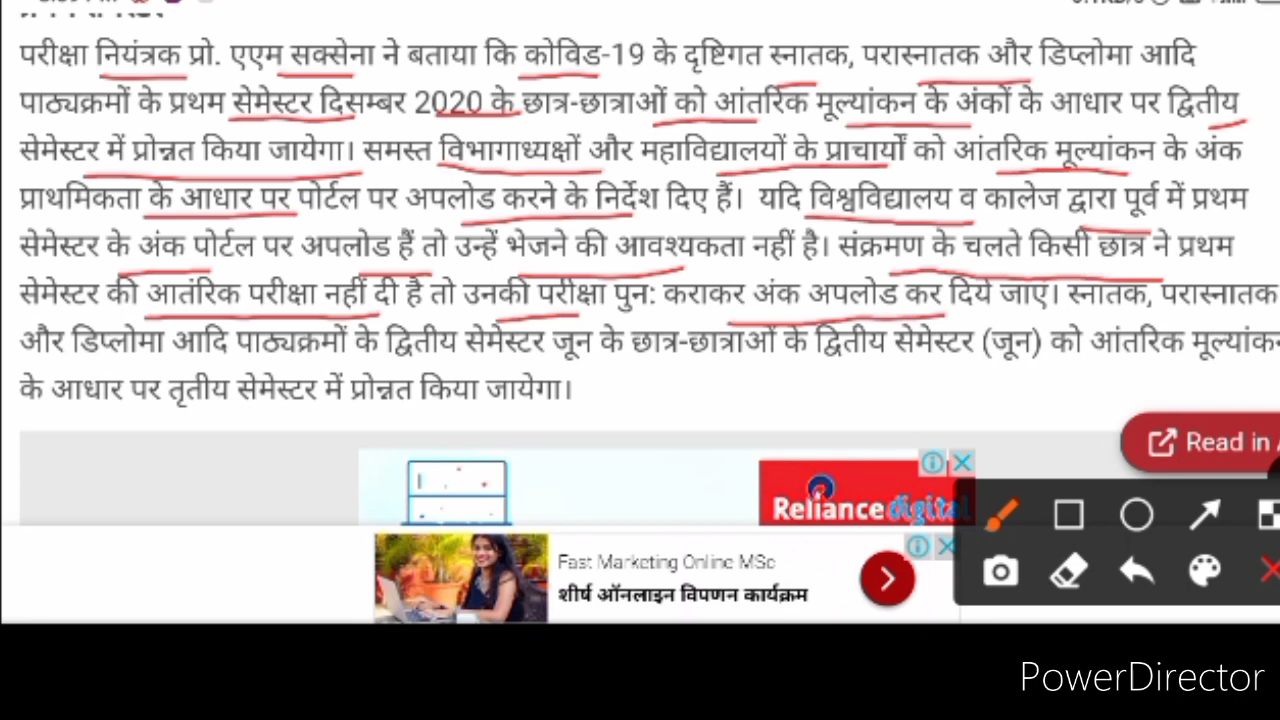 परीक्षा नियंत्रक प्रो. एएम सक्सेना ने बताया कि कोविड-19 के दृष्टिगत स्नातक, परास्नातक और डिप्लोमा आदि
पाठ्यक्रमों के प्रथम सेमेस्टर दिसम्बर 2020 के छात्र-छात्राओं को आंतरिक मूल्यांकन के अंकों के आधार पर द्वितीय
सेमेस्टर में प्रोन्नत किया जायेगा। समस्त विभागाध्यक्षों और महाविद्यालयों के प्राचार्यों को आंतरिक मूल्यांकन के अंक
प्राथमिकता के आधार पर पोर्टल पर अपलोड करने के निर्देश दिए हैं। यदि विश्वविद्यालय व कालेज द्वारा पूर्व में प्रथम
सेमेस्टर के अंक पोर्टल पर अपलोड हैं तो उन्हें भेजने की आवश्यकता नहीं है। संक्रमण के चलते किसी छात्र ने प्रथम
सेमेस्टर की आतंरिक परीक्षा नहीं दी है तो उनकी परीक्षा पुन: कराकर अंक अपलोड कर दिये जाएं। स्नातक, परास्नातक
और डिप्लोमा आदि पाठ्यक्रमों के द्वितीय सेमेस्टर जून के छात्र-छात्राओं के द्वितीय सेमेस्टर (जून) को आंतरिक मूल्यांकन
के आधार पर तृतीय सेमेस्टर में प्रोन्नत किया जायेगा।
Read in
Reliance digital
Fast Marketing Online MSc
शीर्ष ऑनलाइन विपणन कार्यक्रम
PowerDirector